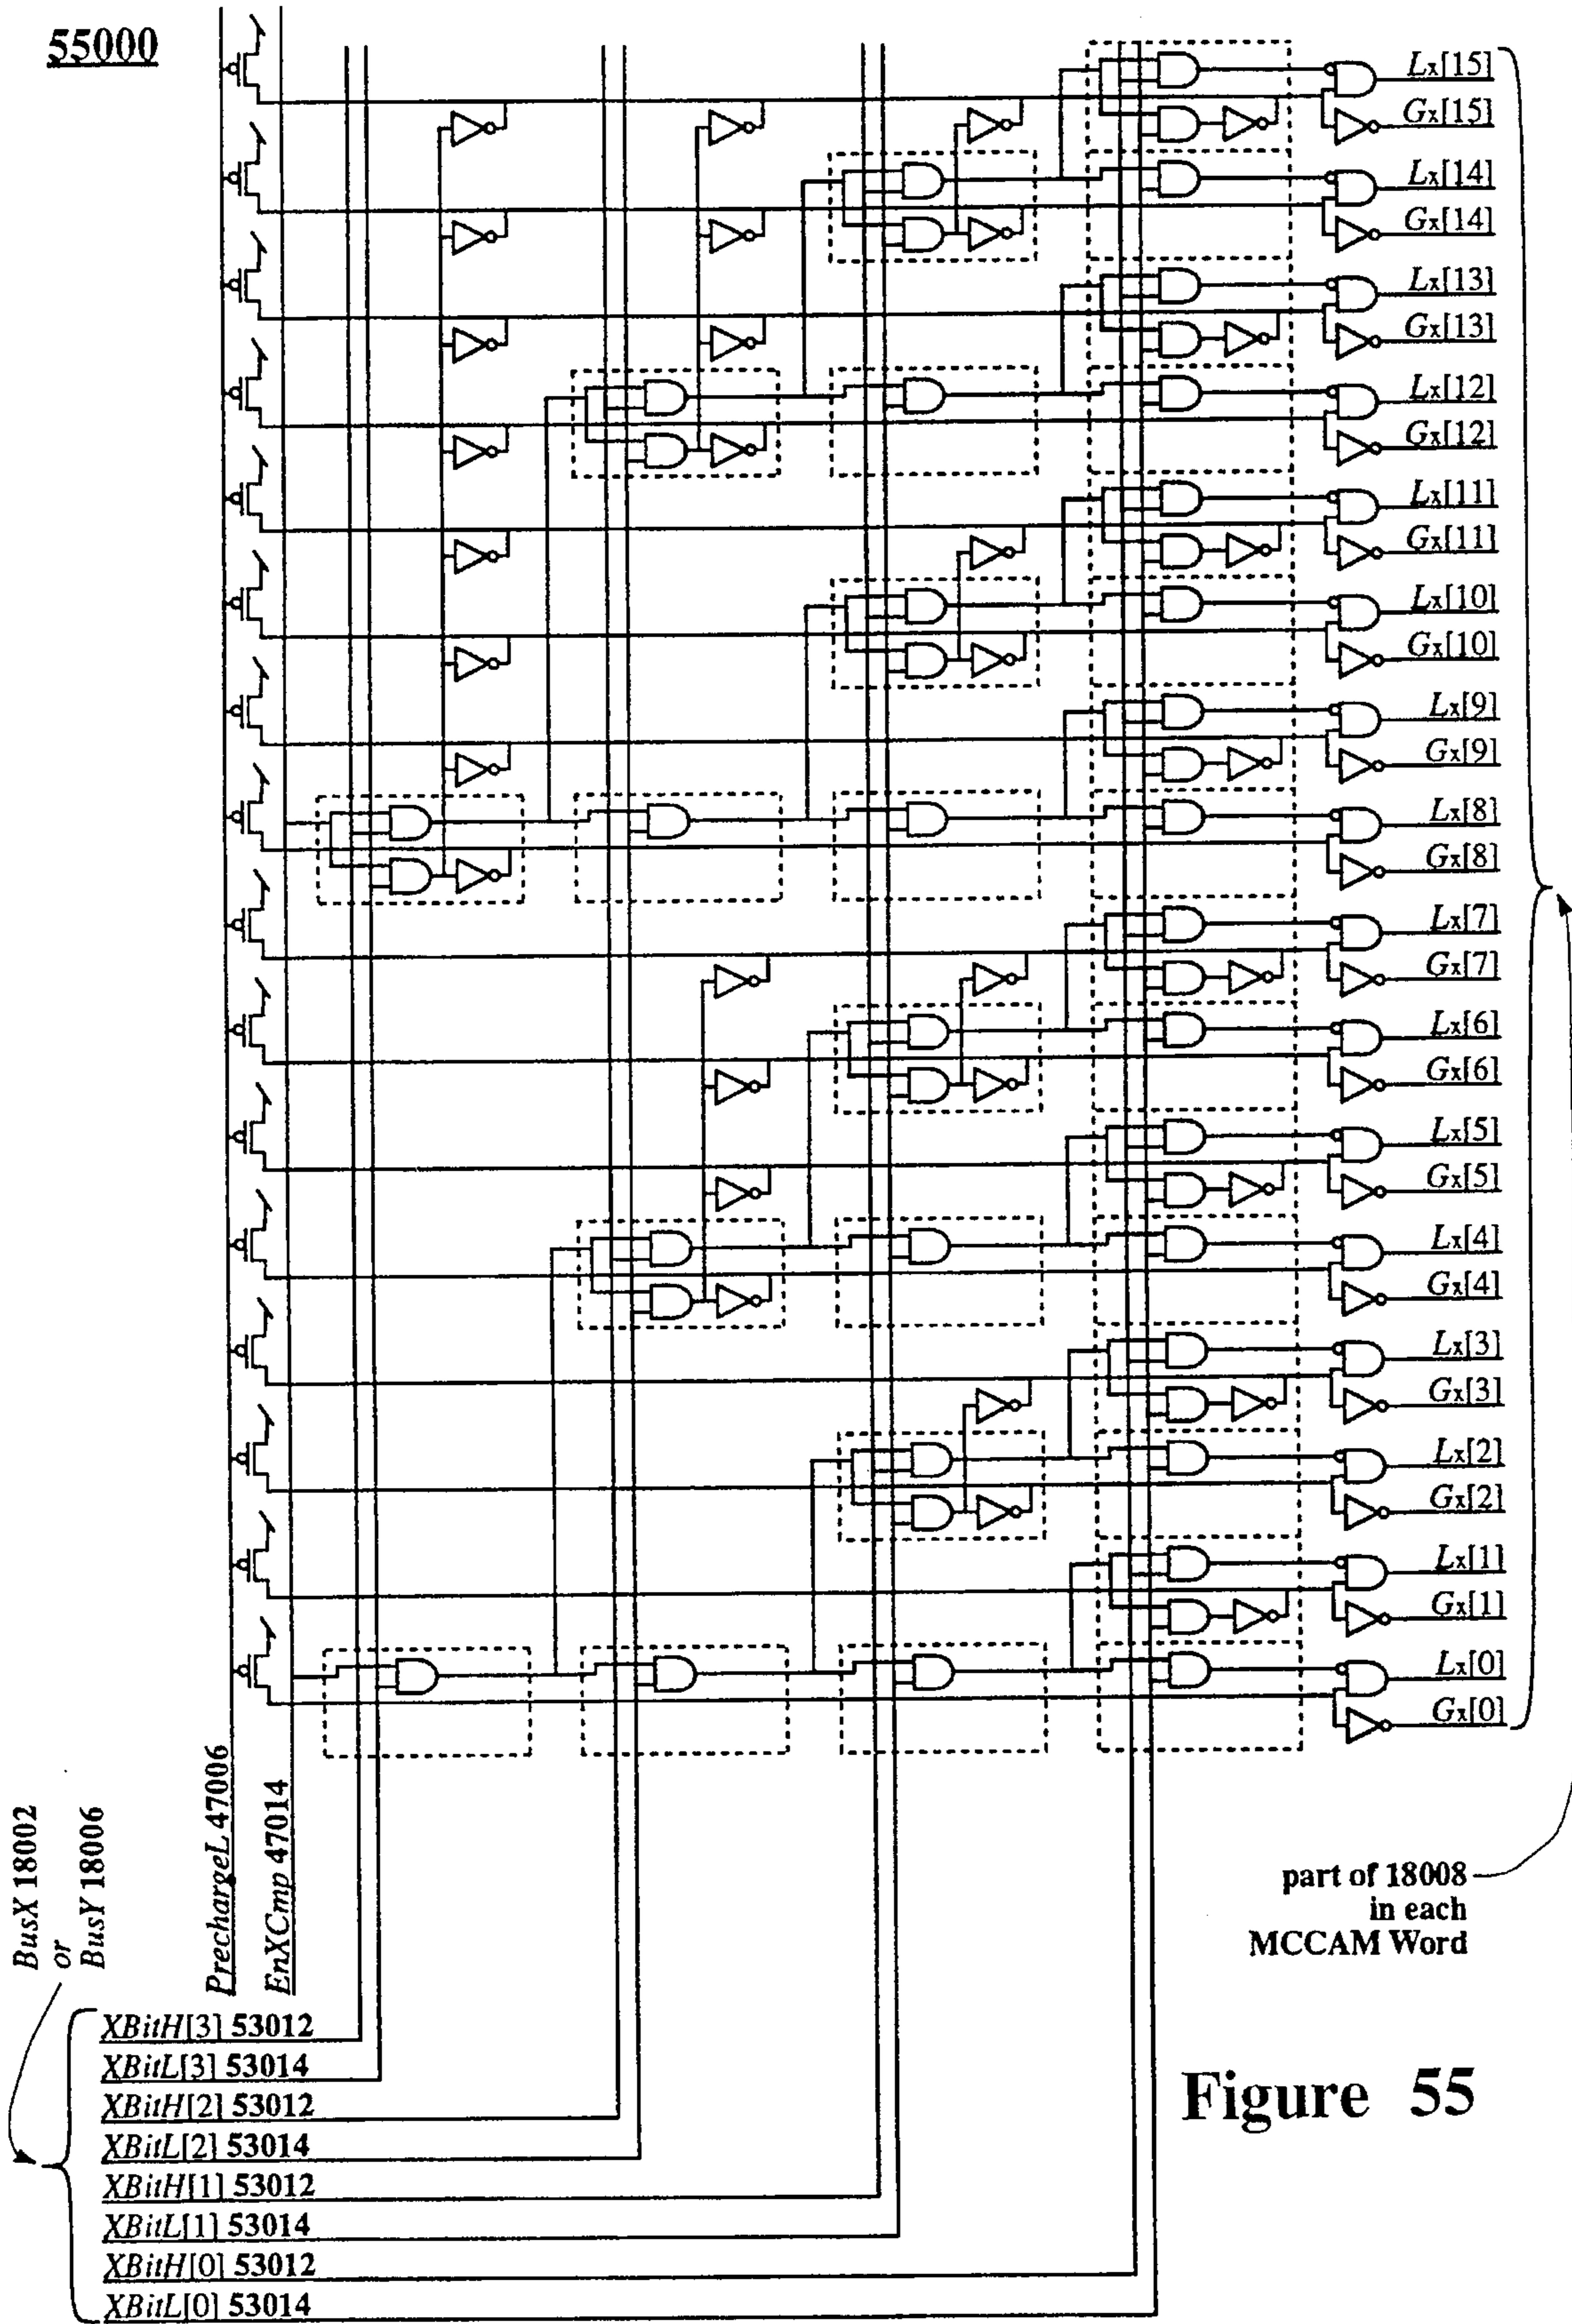 55000
Lx[15]
Gx[15]
Lx[14]
Gx[14]
Lx[13]
Gx[13]
Lx[12]
Gx[12]
Lx[11]
Gx[11]
Lx[10]
Gx[10]
Lx[9]
Gx[9]
Lx[8]
Gx[8]
Lx[7]
Gx[7]
Lx[6]
Gx[6]
Lx[5]
Gx[5]
Lx[4]
Gx[4]
Lx[3]
Gx[3]
Lx[2]
Gx[2]
Lx[1]
Gx[1]
Lx[0]
Gx[0]
BusX 18002
or
BusY 18006
PrechargeL 47006
EnXCmp 47014
part of 18008
in each
MCCAM Word
XBitH[3] 53012
XBitL[3] 53014
XBitH[2] 53012
XBitL[2] 53014
XBitH[1] 53012
XBitL[1] 53014
XBitH[0] 53012
XBitL[0] 53014
Figure 55